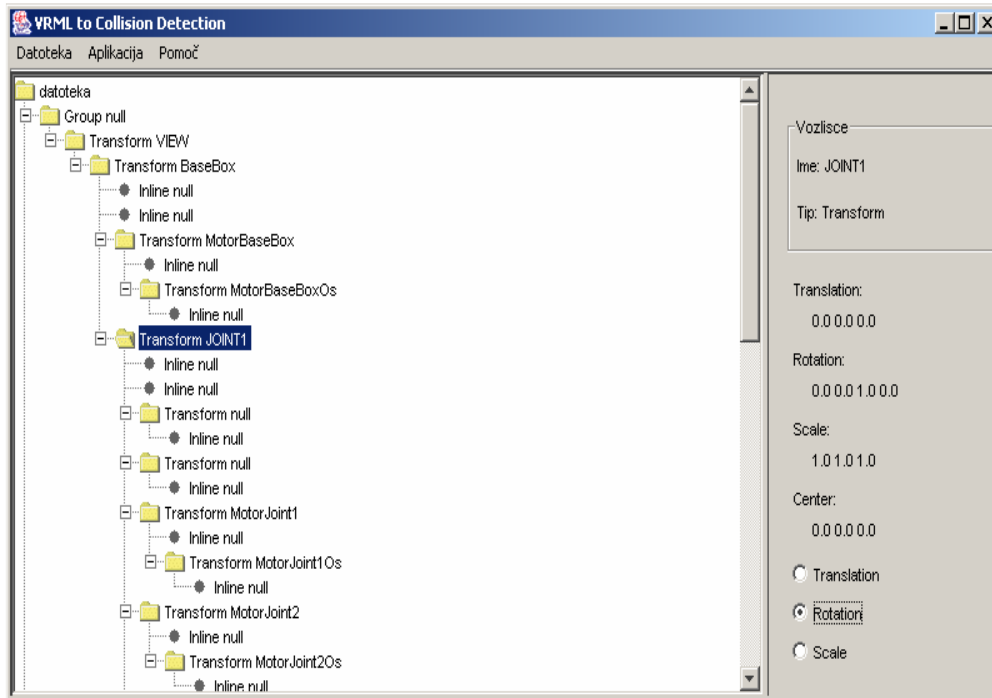 VRML to Collision Detection
Datoteka Aplikacija Pomoč
datoteka
Group null
Transform VIEW
Transform BaseBox
Inline null
Inline null
Transform MotorBaseBox
Inline null
Transform MotorBaseBoxOs
Inline null
Transform JOINT1
Inline null
Inline null
Transform null
Inline null
Transform null
Inline null
Transform MotorJoint1
Inline null
Transform MotorJoint1Os
Inline null
Transform MotorJoint2
Inline null
Transform MotorJoint2Os
Inline null
Vozlisce
Ime: JOINT1
Tip: Transform
Translation:
0.0 0.0 0.0
Rotation:
0.0 0.0 1.0 0.0
Scale:
1.0 1.0 1.0
Center:
0.0 0.0 0.0
Translation
Rotation
Scale